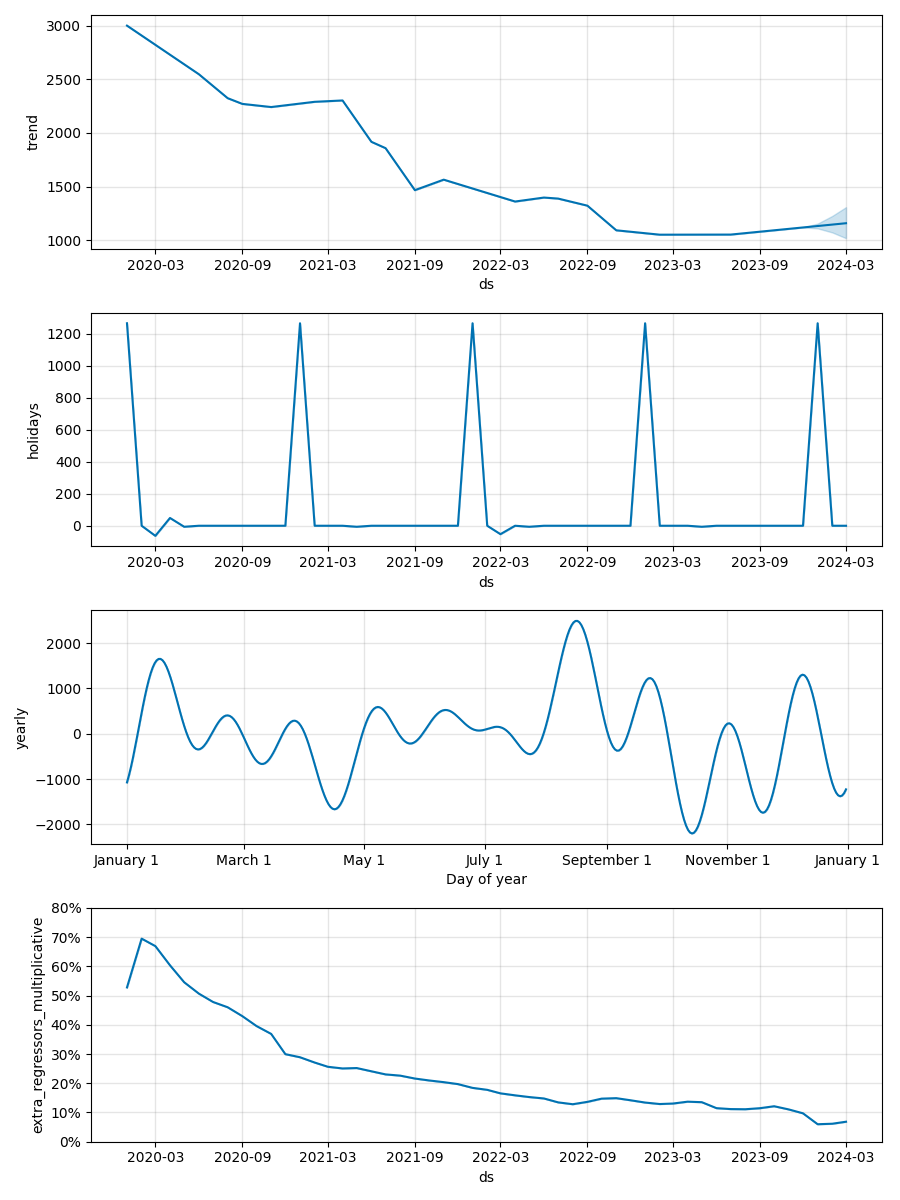 3000
2500
2000
1500
1000
trend
2020-03 2020-09 2021-03 2021-09 2022-03 2022-09 2023-03 2023-09 2024-03
ds
1200
1000
800
600
400
200
0
holidays
2020-03 2020-09 2021-03 2021-09 2022-03 2022-09 2023-03 2023-09 2024-03
ds
2000
1000
0
−1000
−2000
yearly
January 1 March 1 May 1 July 1 September 1 November 1 January 1
Day of year
80%
70%
60%
50%
40%
30%
20%
10%
0%
extra_regressors_multiplicative
2020-03 2020-09 2021-03 2021-09 2022-03 2022-09 2023-03 2023-09 2024-03
ds